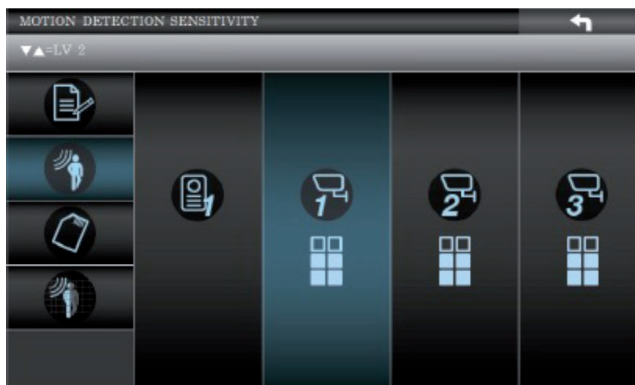 MOTION DETECTION SENSITIVITY
▼▲=LV 2
1 1 2 3